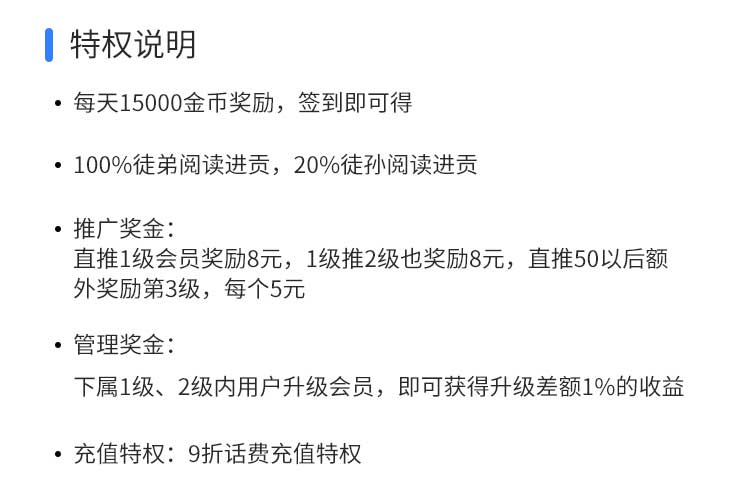 特权说明
• 每天15000金币奖励，签到即可得
• 100%徒弟阅读进贡，20%徒孙阅读进贡
• 推广奖金：
直推1级会员奖励8元，1级推2级也奖励8元，直推50以后额
外奖励第3级，每个5元
• 管理奖金：
下属1级、2级内用户升级会员，即可获得升级差额1%的收益
• 充值特权：9折话费充值特权